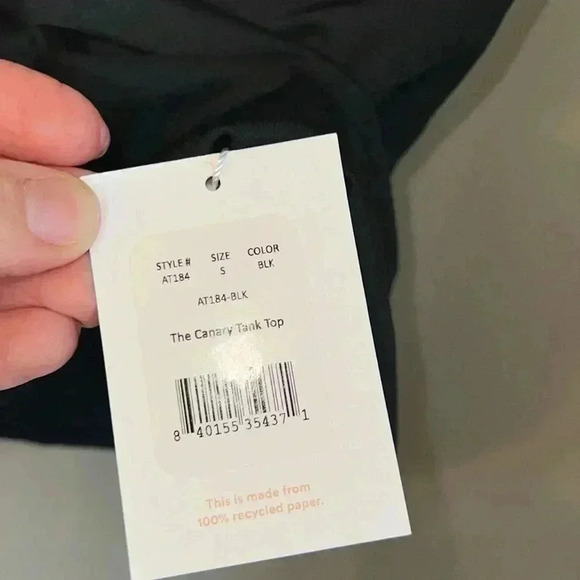 STYLE # SIZE COLOR
AT184 S BLK
AT184-BLK
The Canary Tank Top
8 40155 35437 1
This is made from
100% recycled paper.